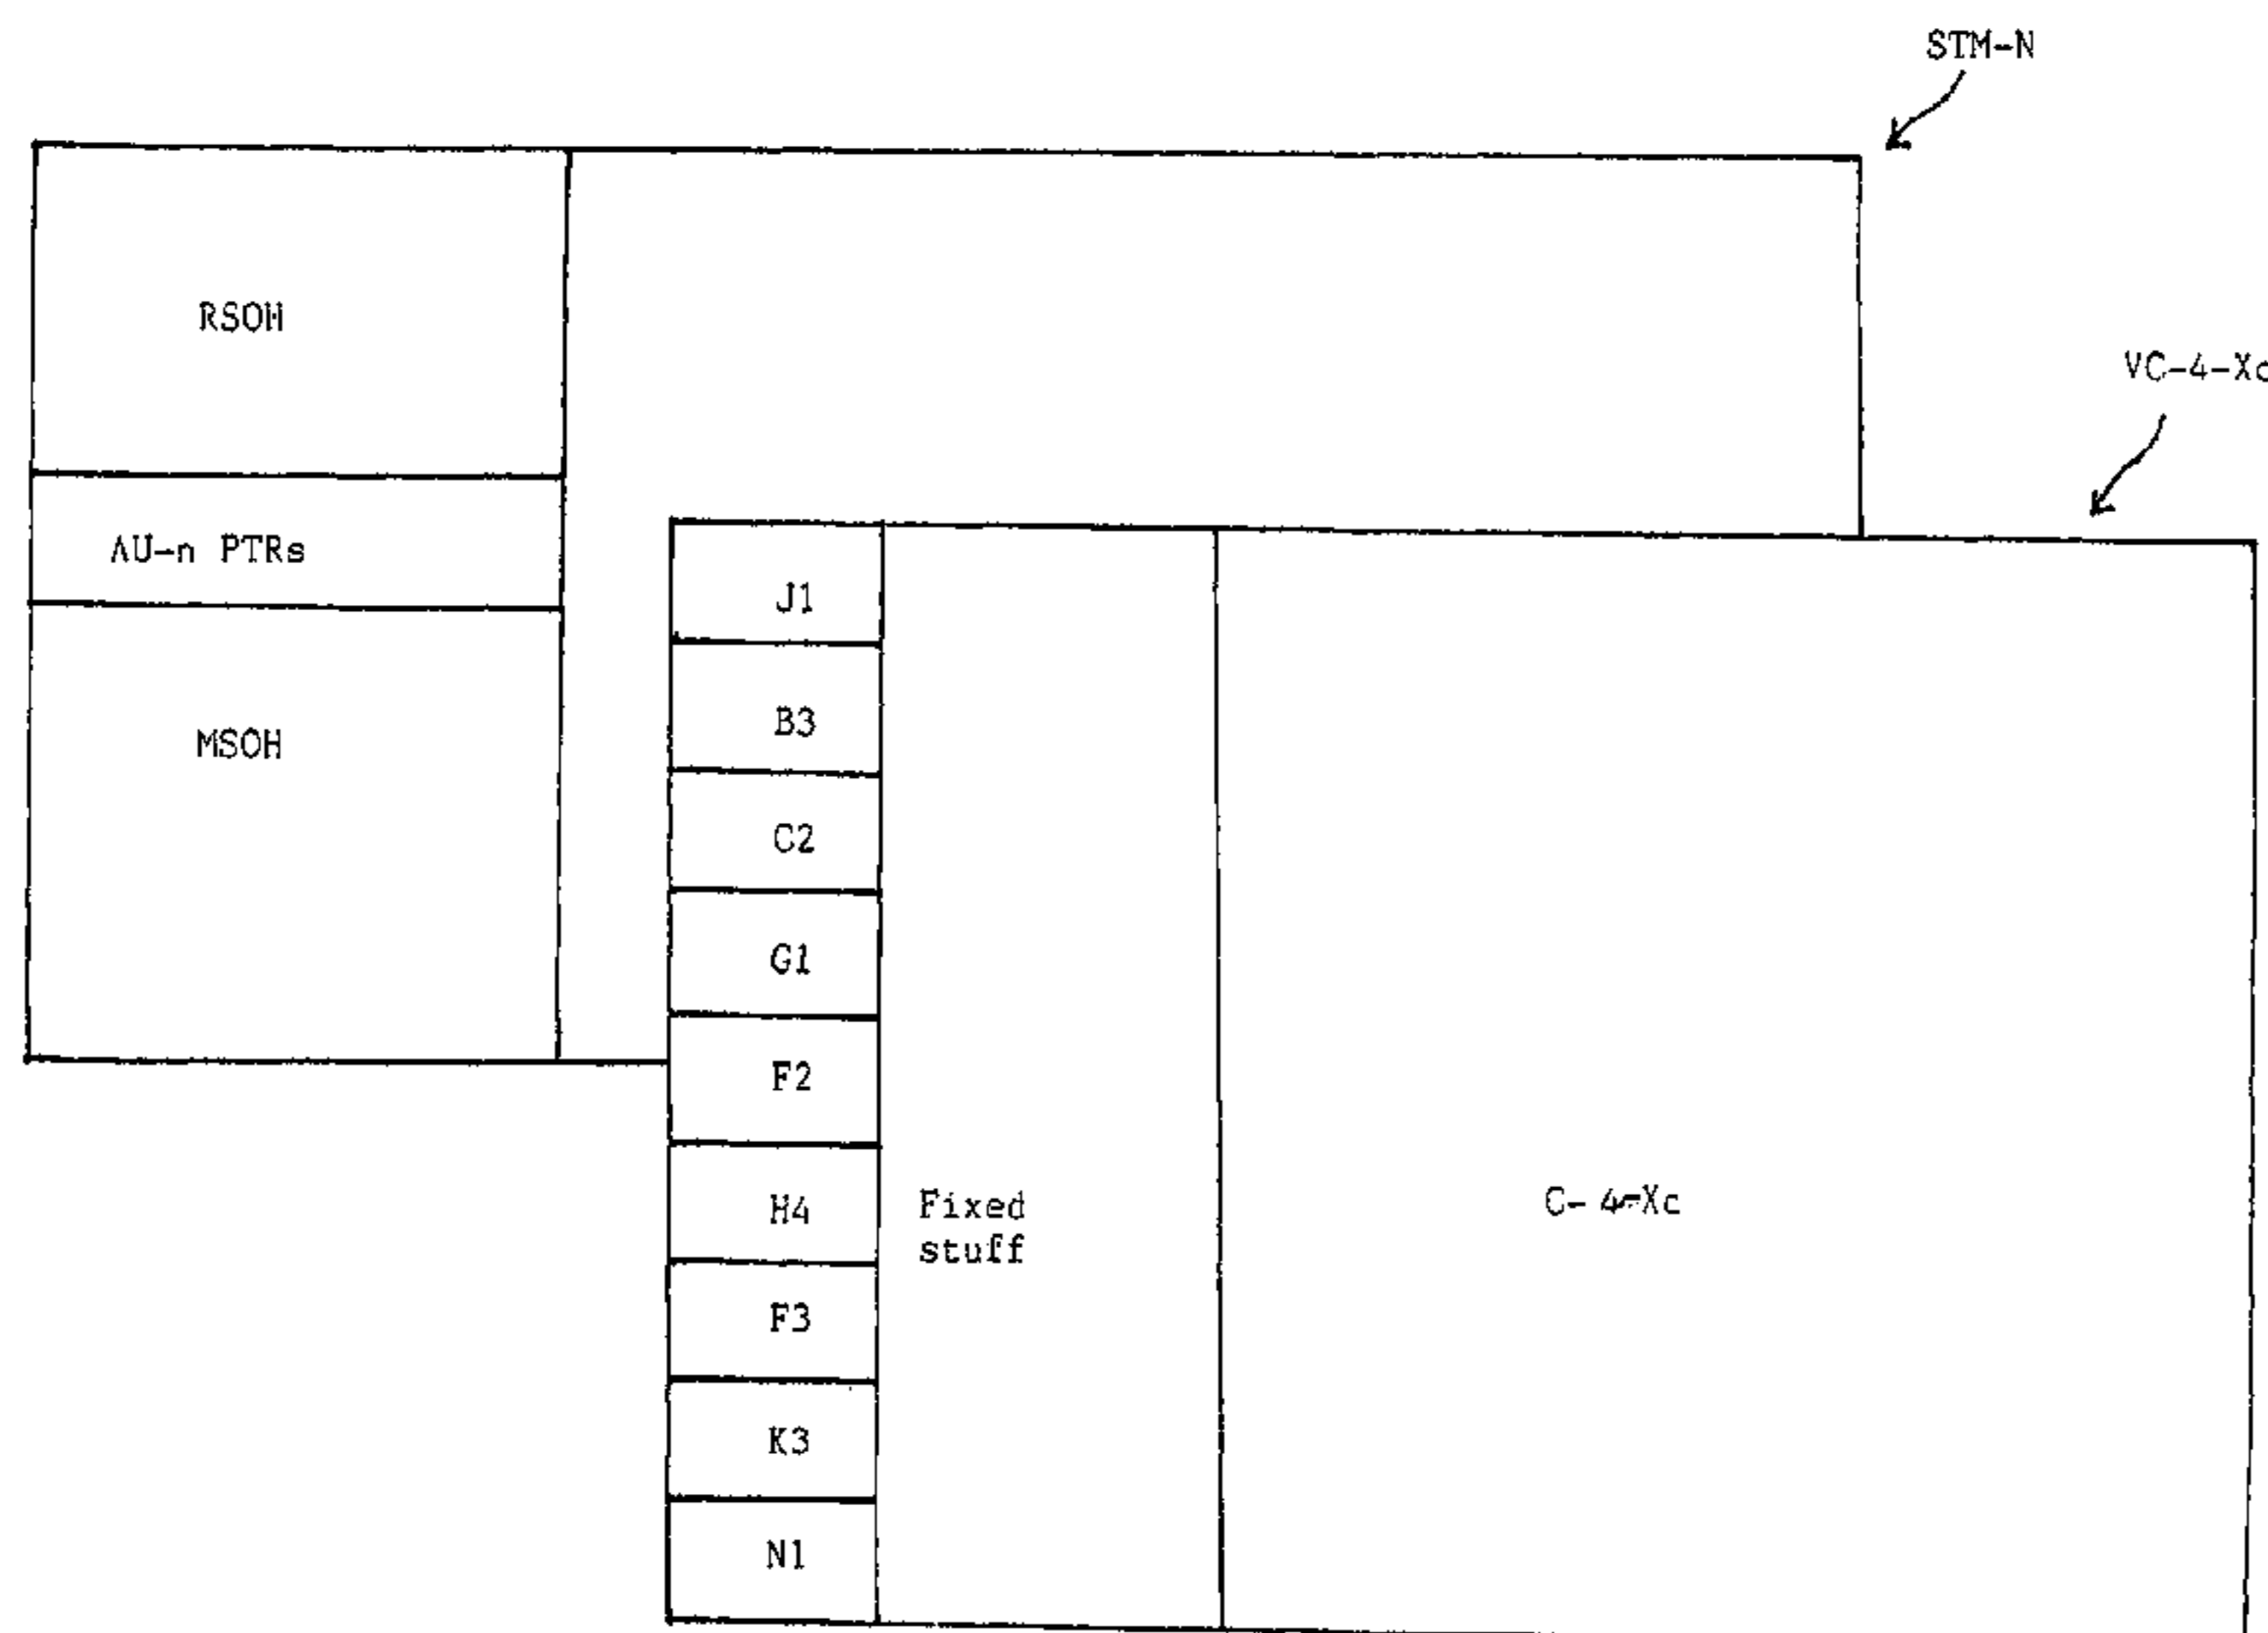 STM-N
RSOH
VC-4-Xc
AU-n PTRs
J1
B3
MSOH
C2
G1
F2
H4
Fixed
stuff
C-4-Xc
F3
K3
N1